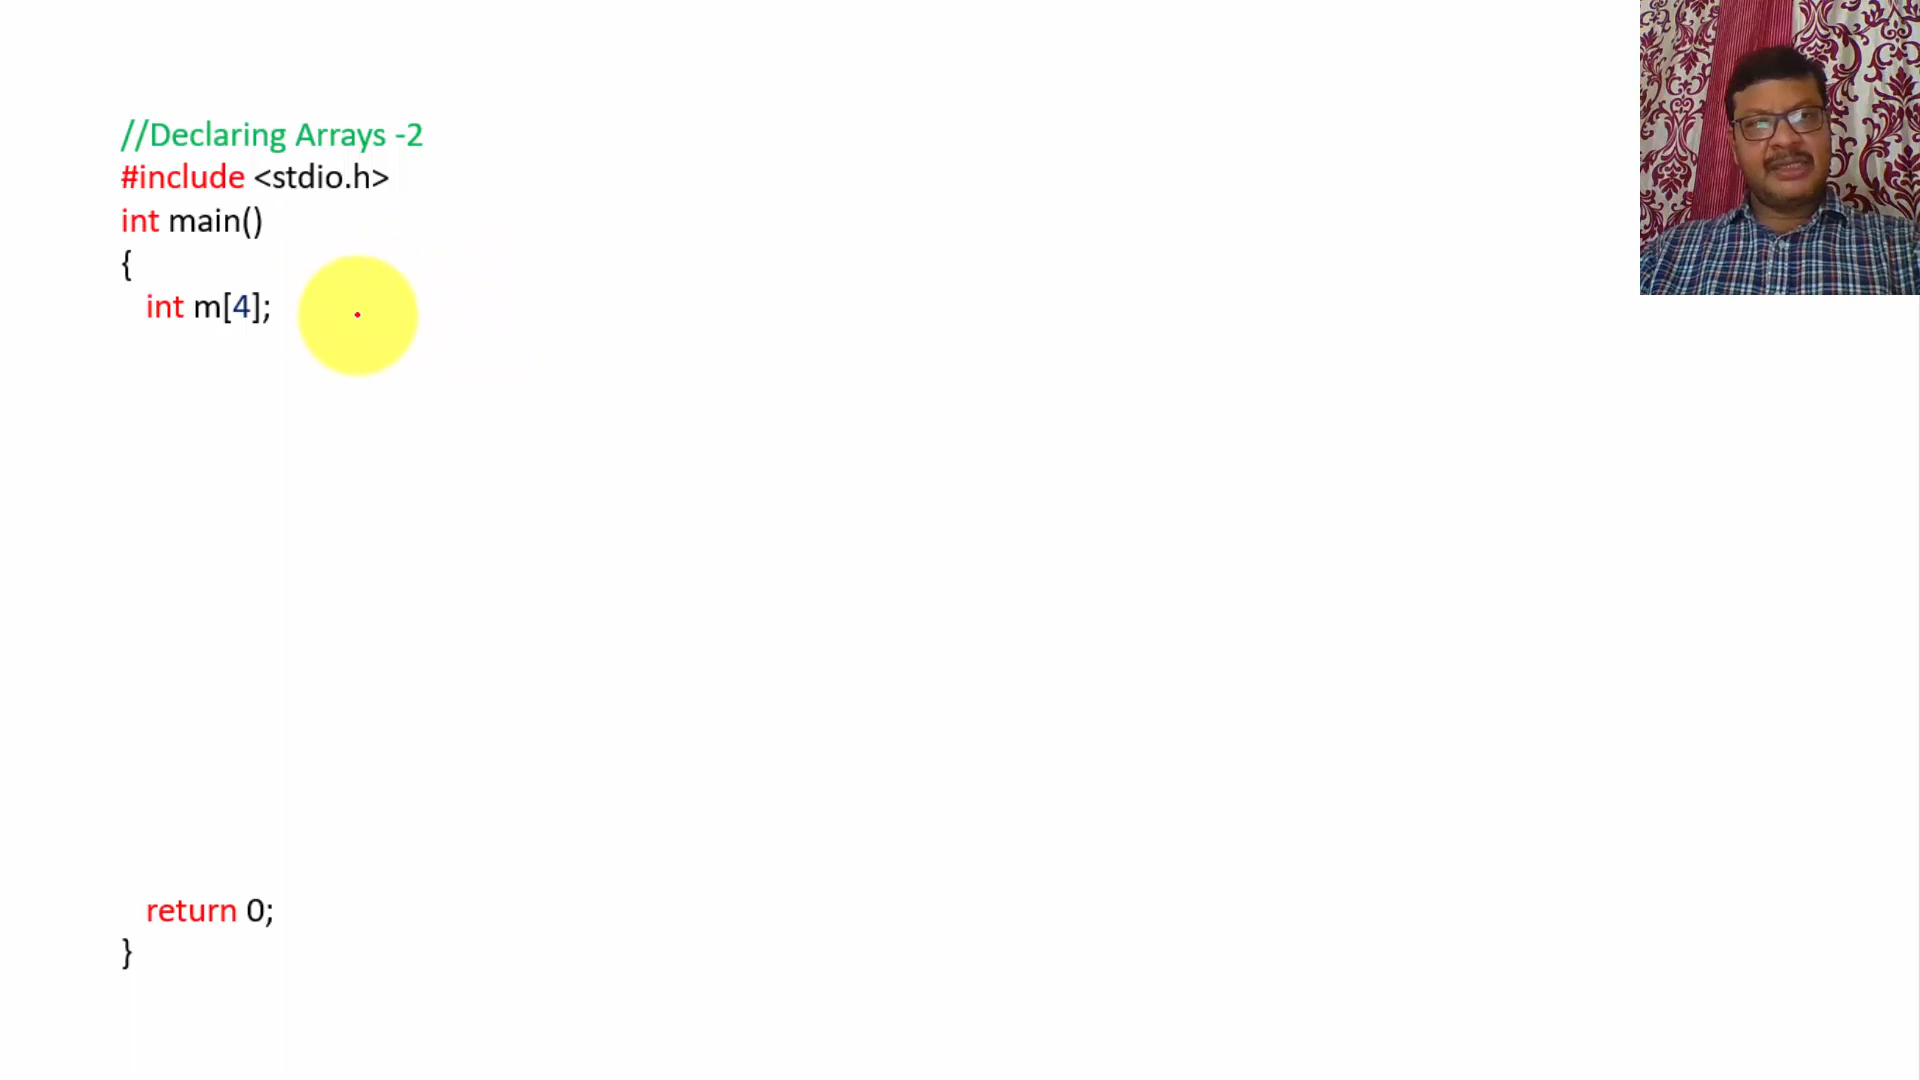 //Declaring Arrays -2
#include <stdio.h>
int main()
{
int m[4];
return 0;
}